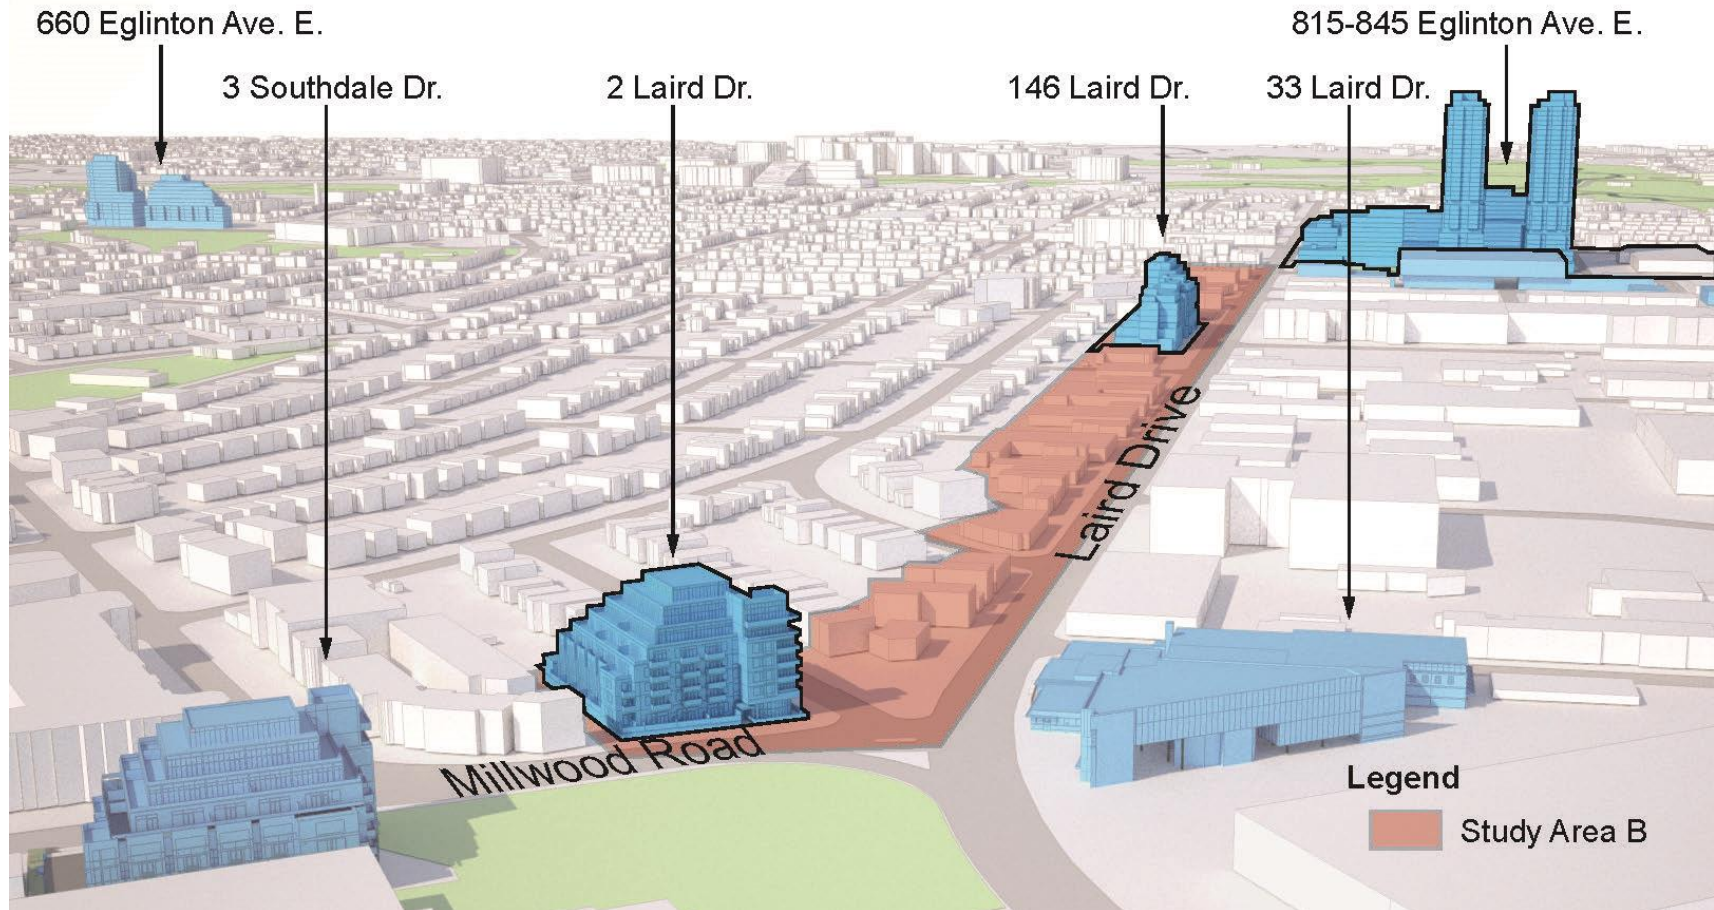 660 Eglinton Ave. E.
815-845 Eglinton Ave. E.
3 Southdale Dr.
2 Laird Dr.
146 Laird Dr.
33 Laird Dr.
Laird Drive
Millwood Road
Legend
Study Area B